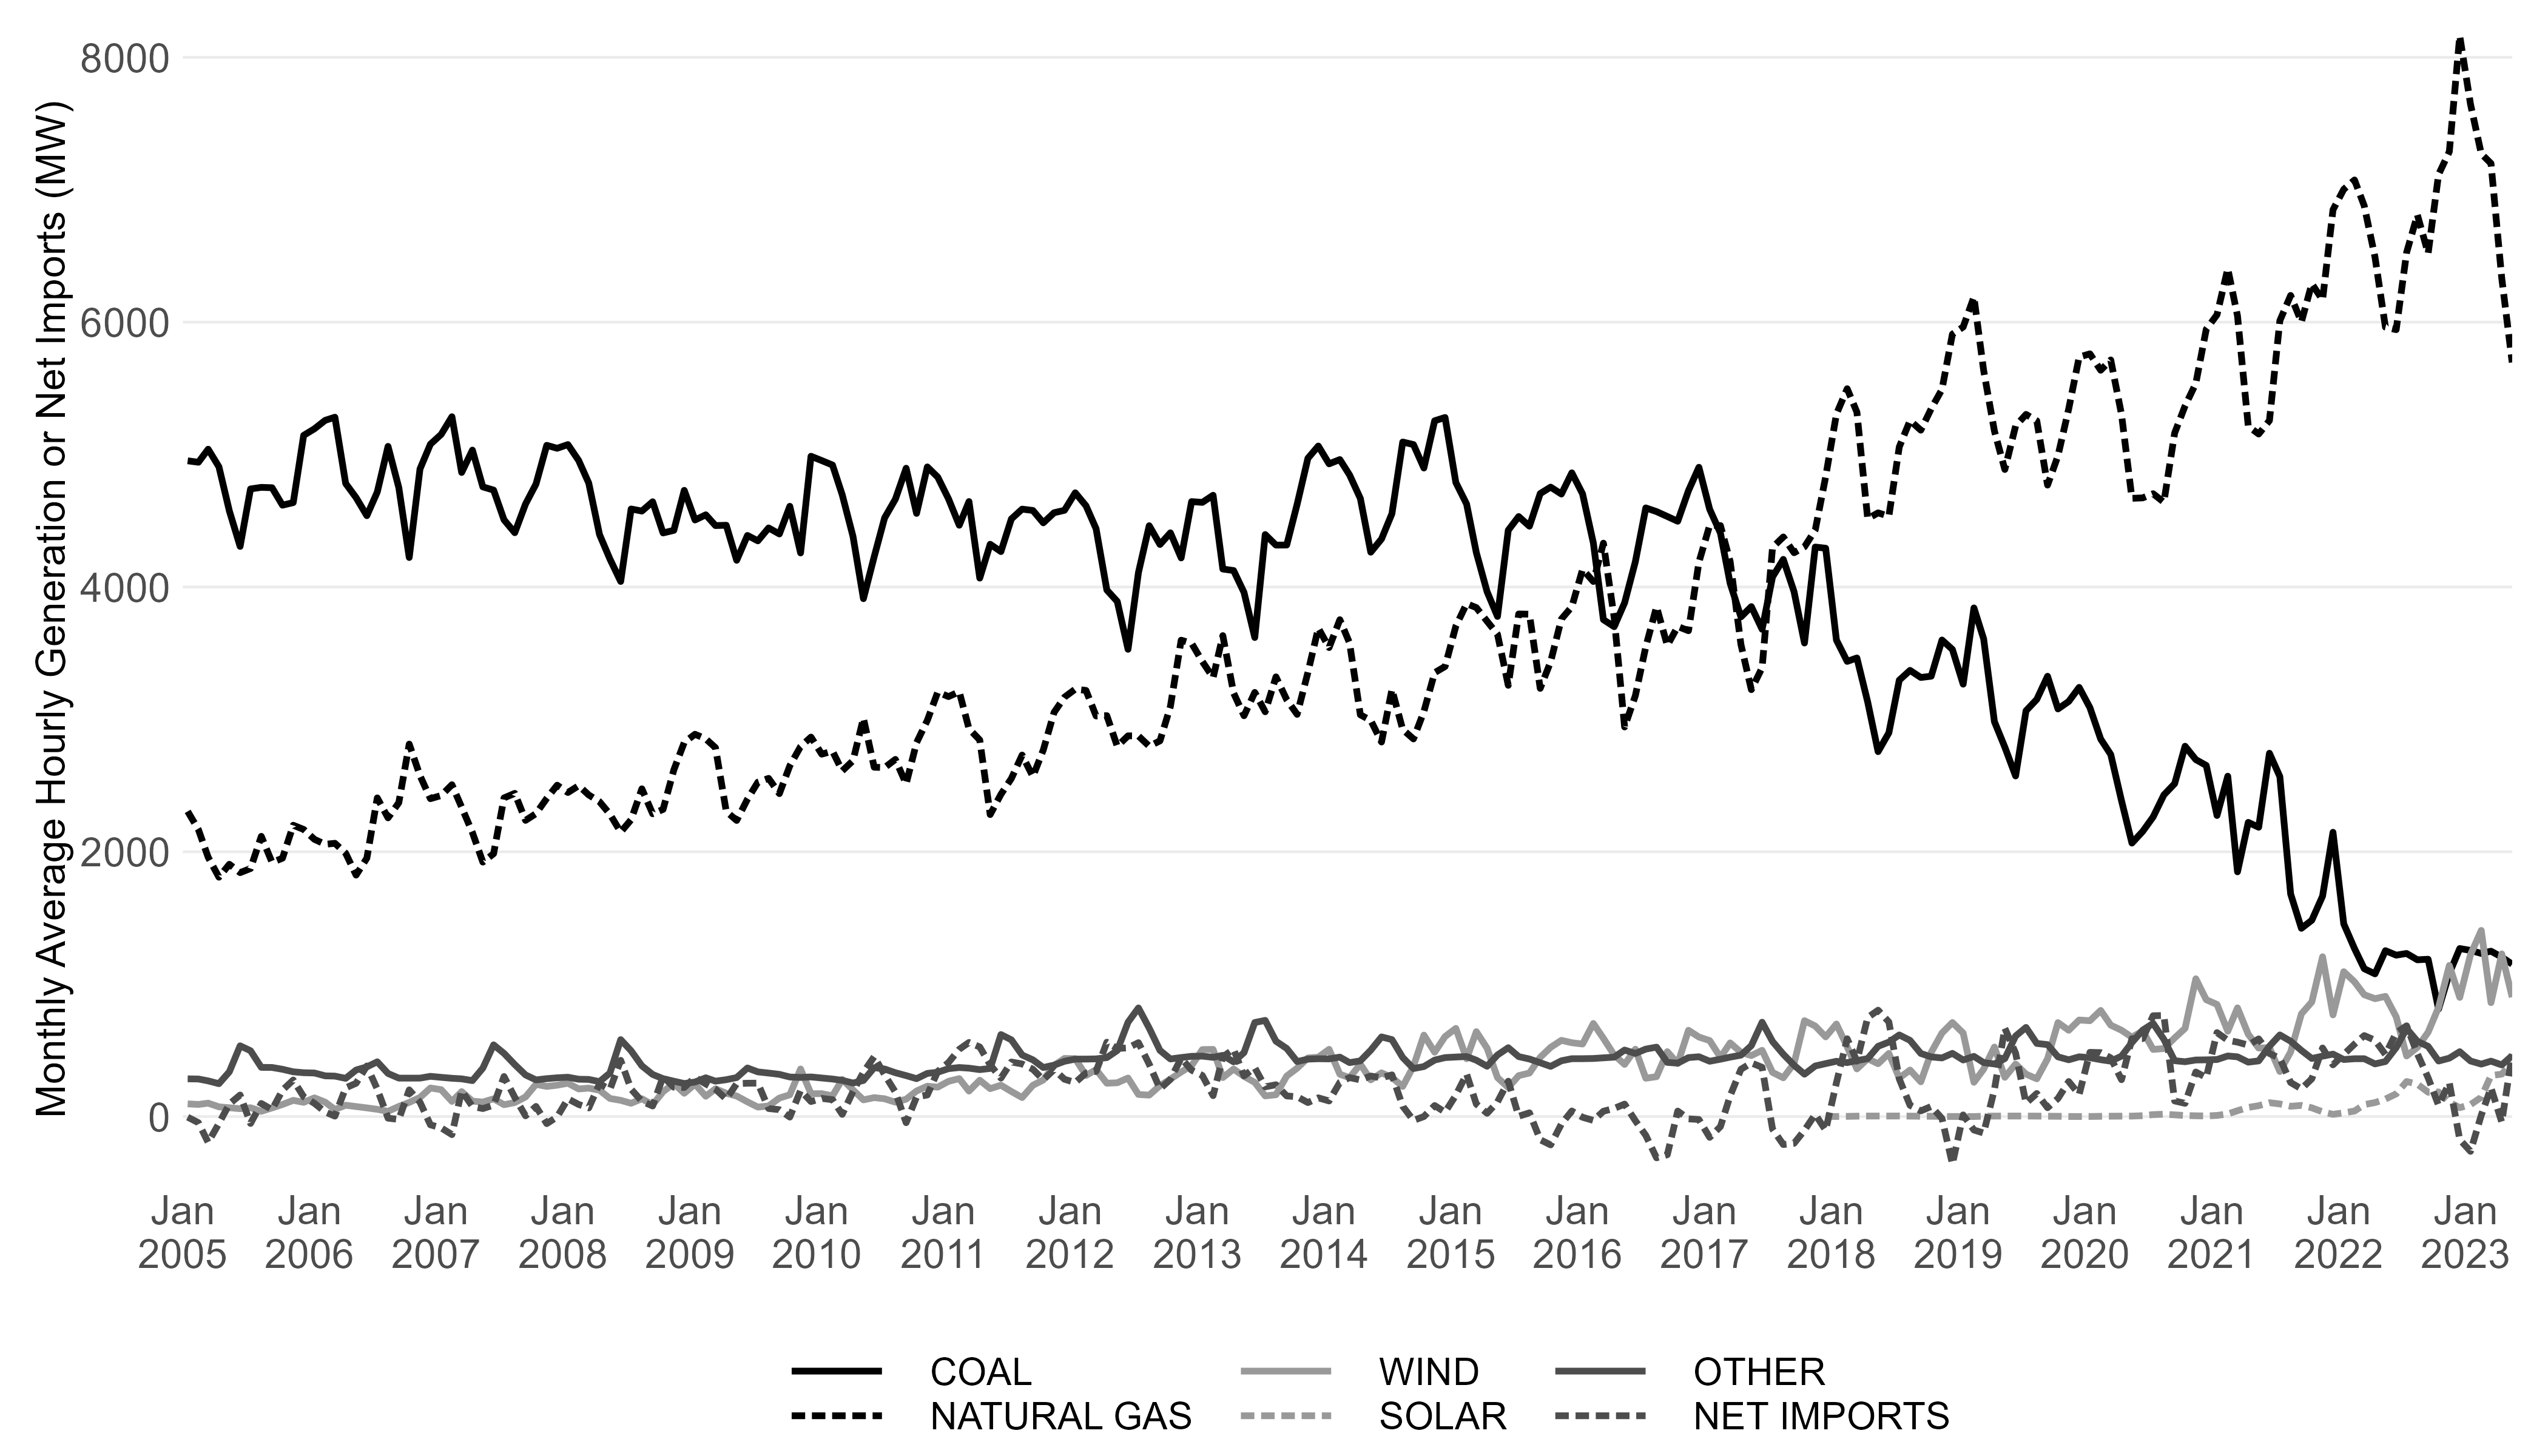 Monthly Average Hourly Generation or Net Imports (MW)
8000
6000
4000
2000
0
Jan 2005
Jan 2006
Jan 2007
Jan 2008
Jan 2009
Jan 2010
Jan 2011
Jan 2012
Jan 2013
Jan 2014
Jan 2015
Jan 2016
Jan 2017
Jan 2018
Jan 2019
Jan 2020
Jan 2021
Jan 2022
Jan 2023
COAL
NATURAL GAS
WIND
SOLAR
OTHER
NET IMPORTS